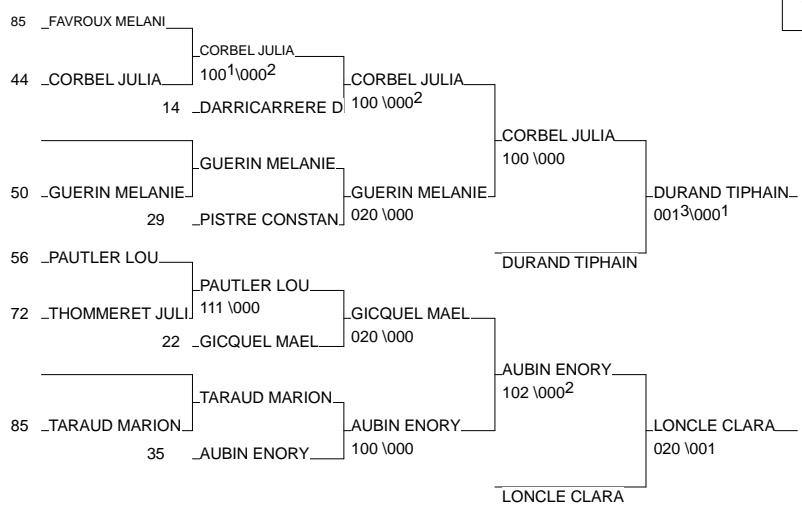 85 FAVROUX MELANI
CORBEL JULIA
100¹\000²
44 CORBEL JULIA
CORBEL JULIA
100 \000²
14 DARRICARRERE D
CORBEL JULIA
100 \000
GUERIN MELANIE
50 GUERIN MELANIE
GUERIN MELANIE
020 \000
DURAND TIPHAIN
001³\000¹
29 PISTRE CONSTAN
56 PAUTLER LOU
DURAND TIPHAIN
PAUTLER LOU
111 \000
72 THOMMERET JULI
GICQUEL MAEL
020 \000
22 GICQUEL MAEL
AUBIN ENORY
102 \000²
TARAUD MARION
85 TARAUD MARION
AUBIN ENORY
100 \000
LONCLE CLARA
020 \001
35 AUBIN ENORY
LONCLE CLARA